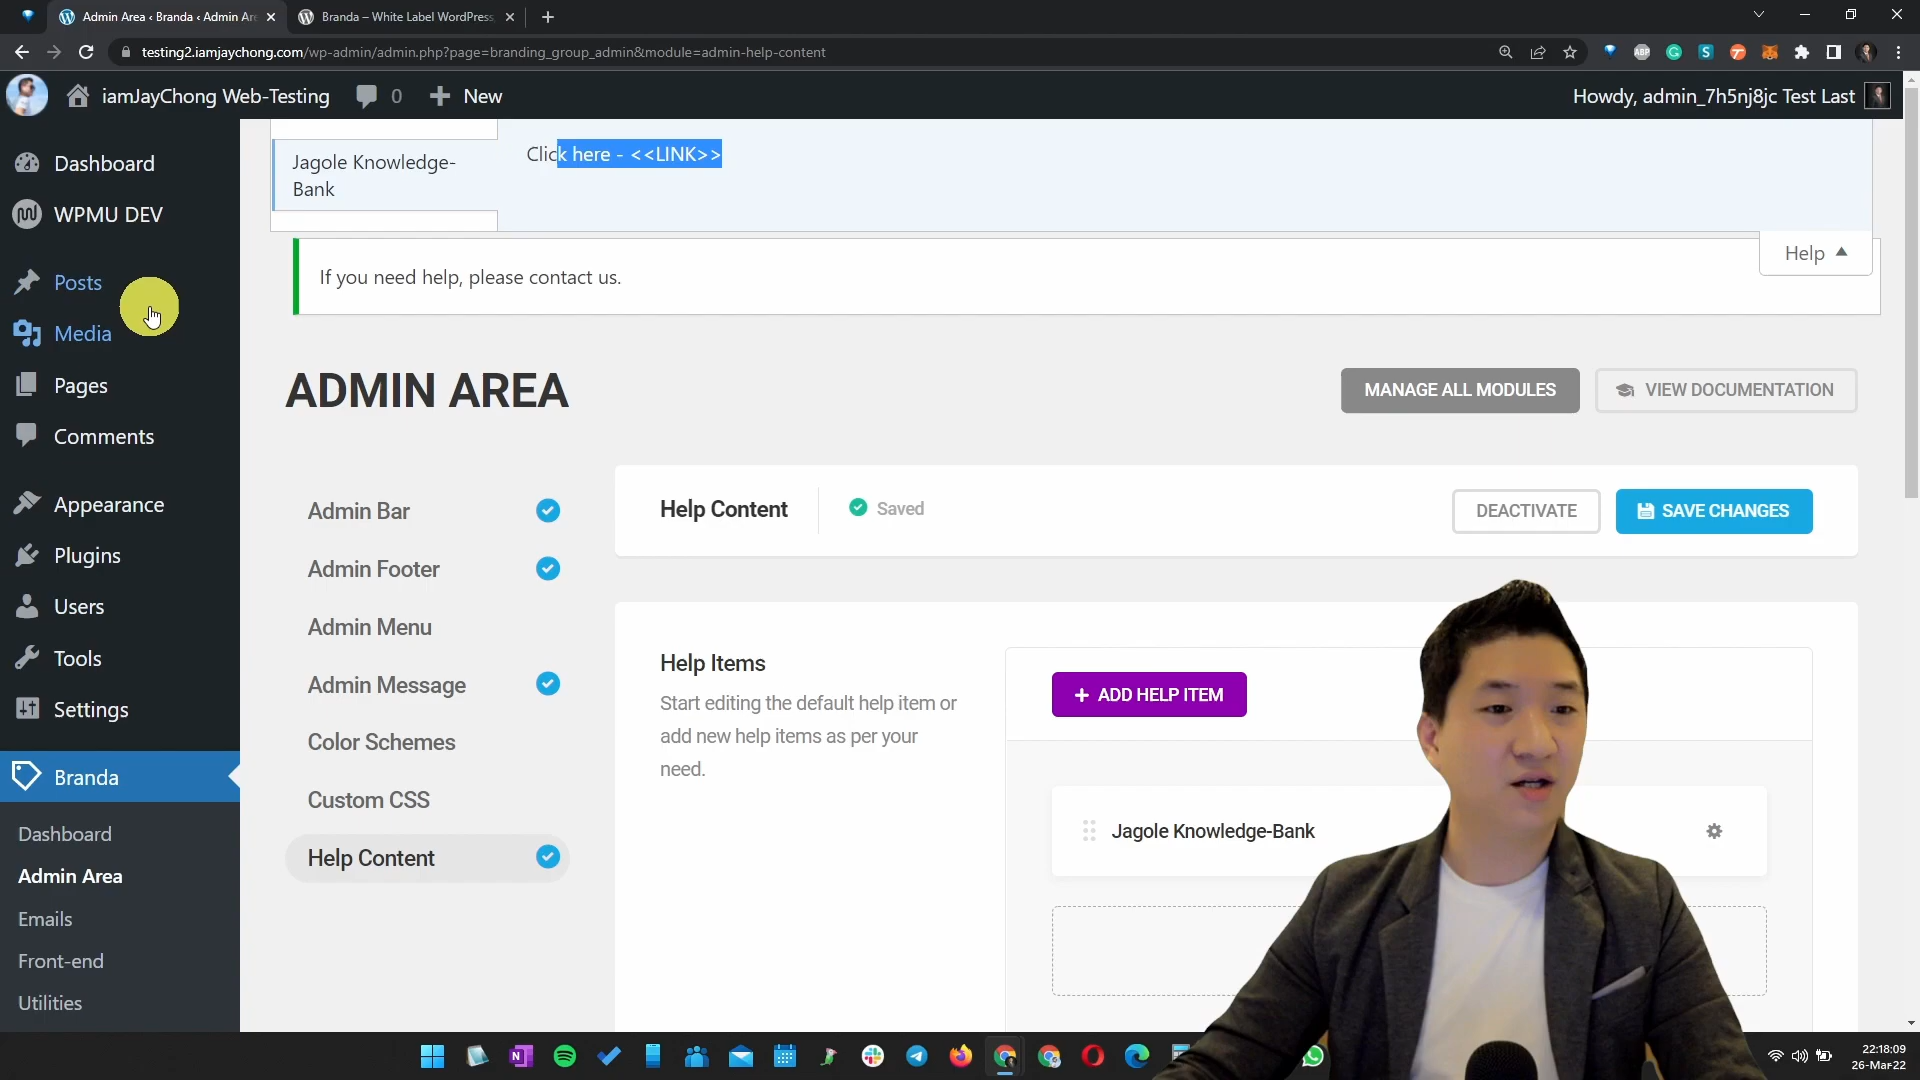 Admin Area ‹ Branda ‹ Admin Are
Branda – White Label WordPress
testing2.iamjaychong.com/wp-admin/admin.php?page=branding_group_admin&module=admin-help-content
iamJayChong Web-Testing
0
New
Howdy, admin_7h5nj8jc Test Last
Dashboard
WPMU DEV
Posts
Media
Pages
Comments
Appearance
Plugins
Users
Tools
Settings
Branda
Dashboard
Admin Area
Emails
Front-end
Utilities
Jagole Knowledge-
Bank
Click here - <<LINK>>
Help
If you need help, please contact us.
ADMIN AREA
MANAGE ALL MODULES
VIEW DOCUMENTATION
Admin Bar
Admin Footer
Admin Menu
Admin Message
Color Schemes
Custom CSS
Help Content
Help Content
Saved
DEACTIVATE
SAVE CHANGES
Help Items
Start editing the default help item or
add new help items as per your
need.
ADD HELP ITEM
Jagole Knowledge-Bank
22:18:09
26-Mar-22